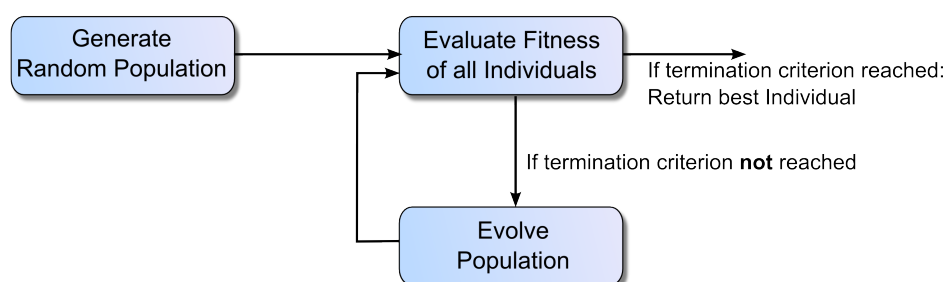 Generate
Random Population
Evaluate Fitness
of all Individuals
If termination criterion reached:
Return best Individual
If termination criterion not reached
Evolve
Population